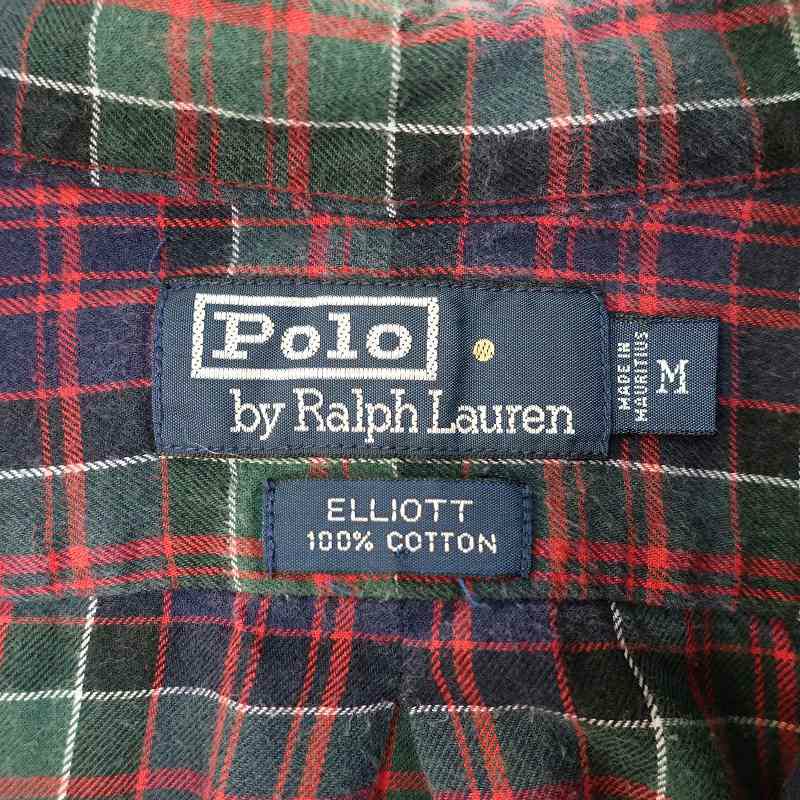 Polo
by Ralph Lauren
MADE IN
MAURITIUS
M
ELLIOTT
100% COTTON